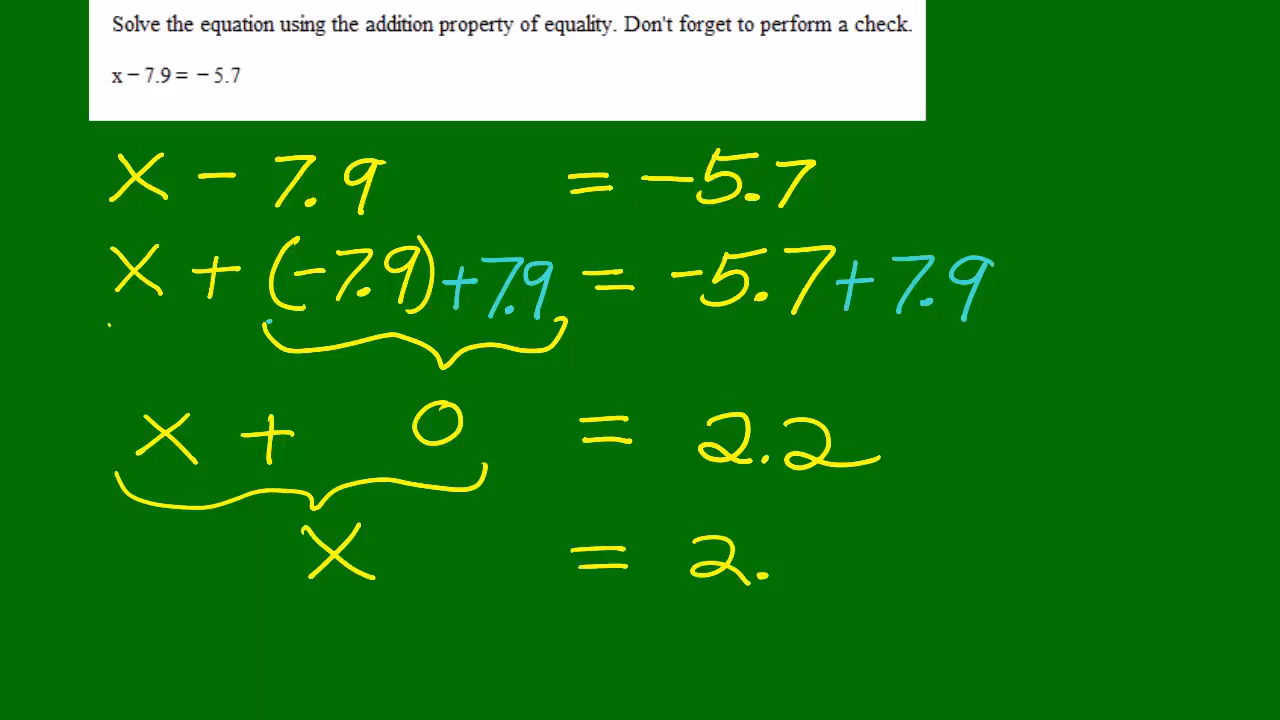 Solve the equation using the addition property of equality. Don't forget to perform a check.
x − 7.9 = − 5.7
x - 7.9 = -5.7
x + (-7.9) + 7.9 = -5.7 + 7.9
x + 0 = 2.2
x = 2.